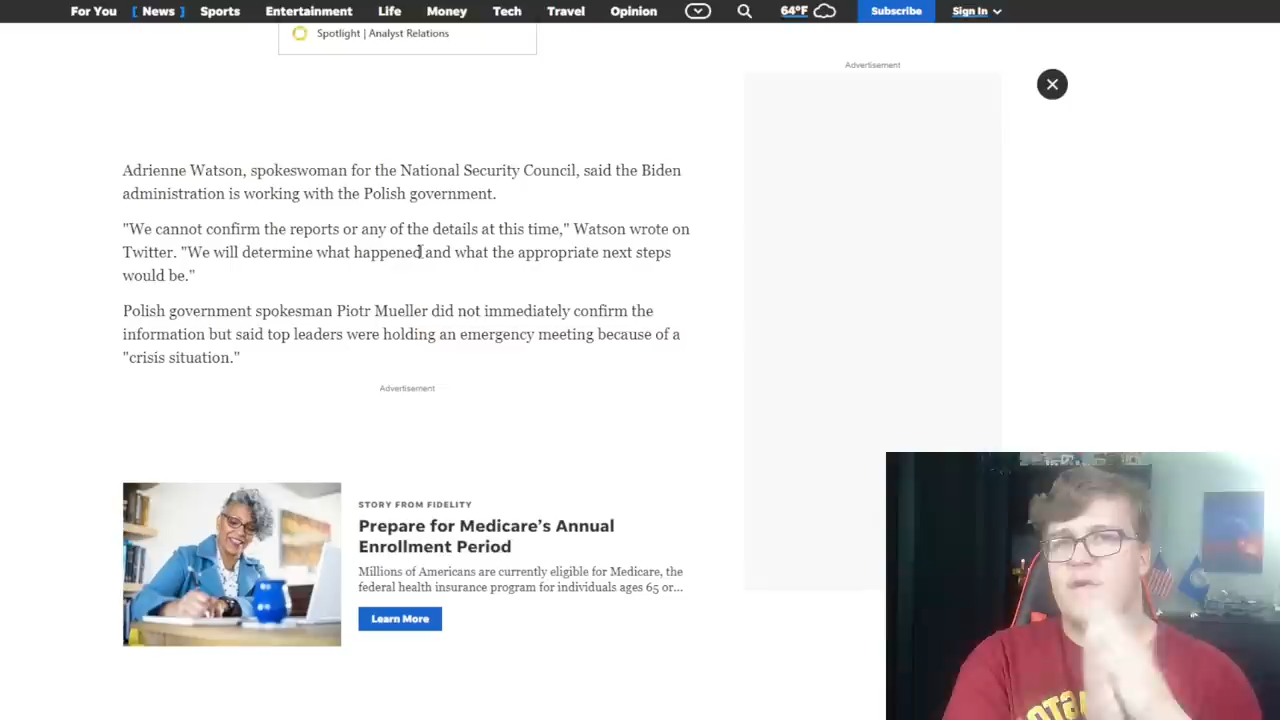 For You [ News ] Sports Entertainment Life Money Tech Travel Opinion 64°F Subscribe Sign In
Spotlight | Analyst Relations
Advertisement
Adrienne Watson, spokeswoman for the National Security Council, said the Biden
administration is working with the Polish government.
"We cannot confirm the reports or any of the details at this time," Watson wrote on
Twitter. "We will determine what happened and what the appropriate next steps
would be."
Polish government spokesman Piotr Mueller did not immediately confirm the
information but said top leaders were holding an emergency meeting because of a
"crisis situation."
Advertisement
STORY FROM FIDELITY
Prepare for Medicare's Annual
Enrollment Period
Millions of Americans are currently eligible for Medicare, the
federal health insurance program for individuals ages 65 or...
Learn More